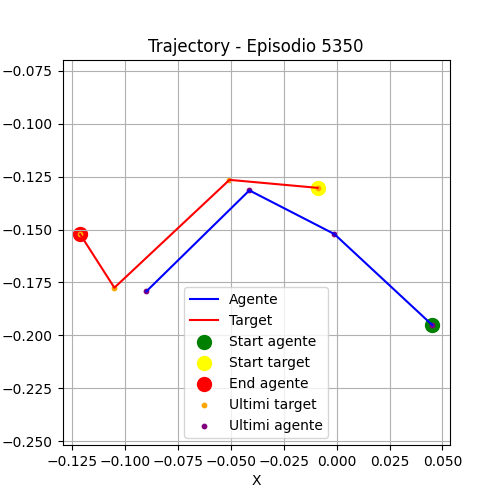 Trajectory - Episodio 5350
−0.075
−0.100
−0.125
−0.150
−0.175
−0.200
−0.225
−0.250
Agente
Target
Start agente
Start target
End agente
Ultimi target
Ultimi agente
−0.125 −0.100 −0.075 −0.050 −0.025 0.000 0.025 0.050
X